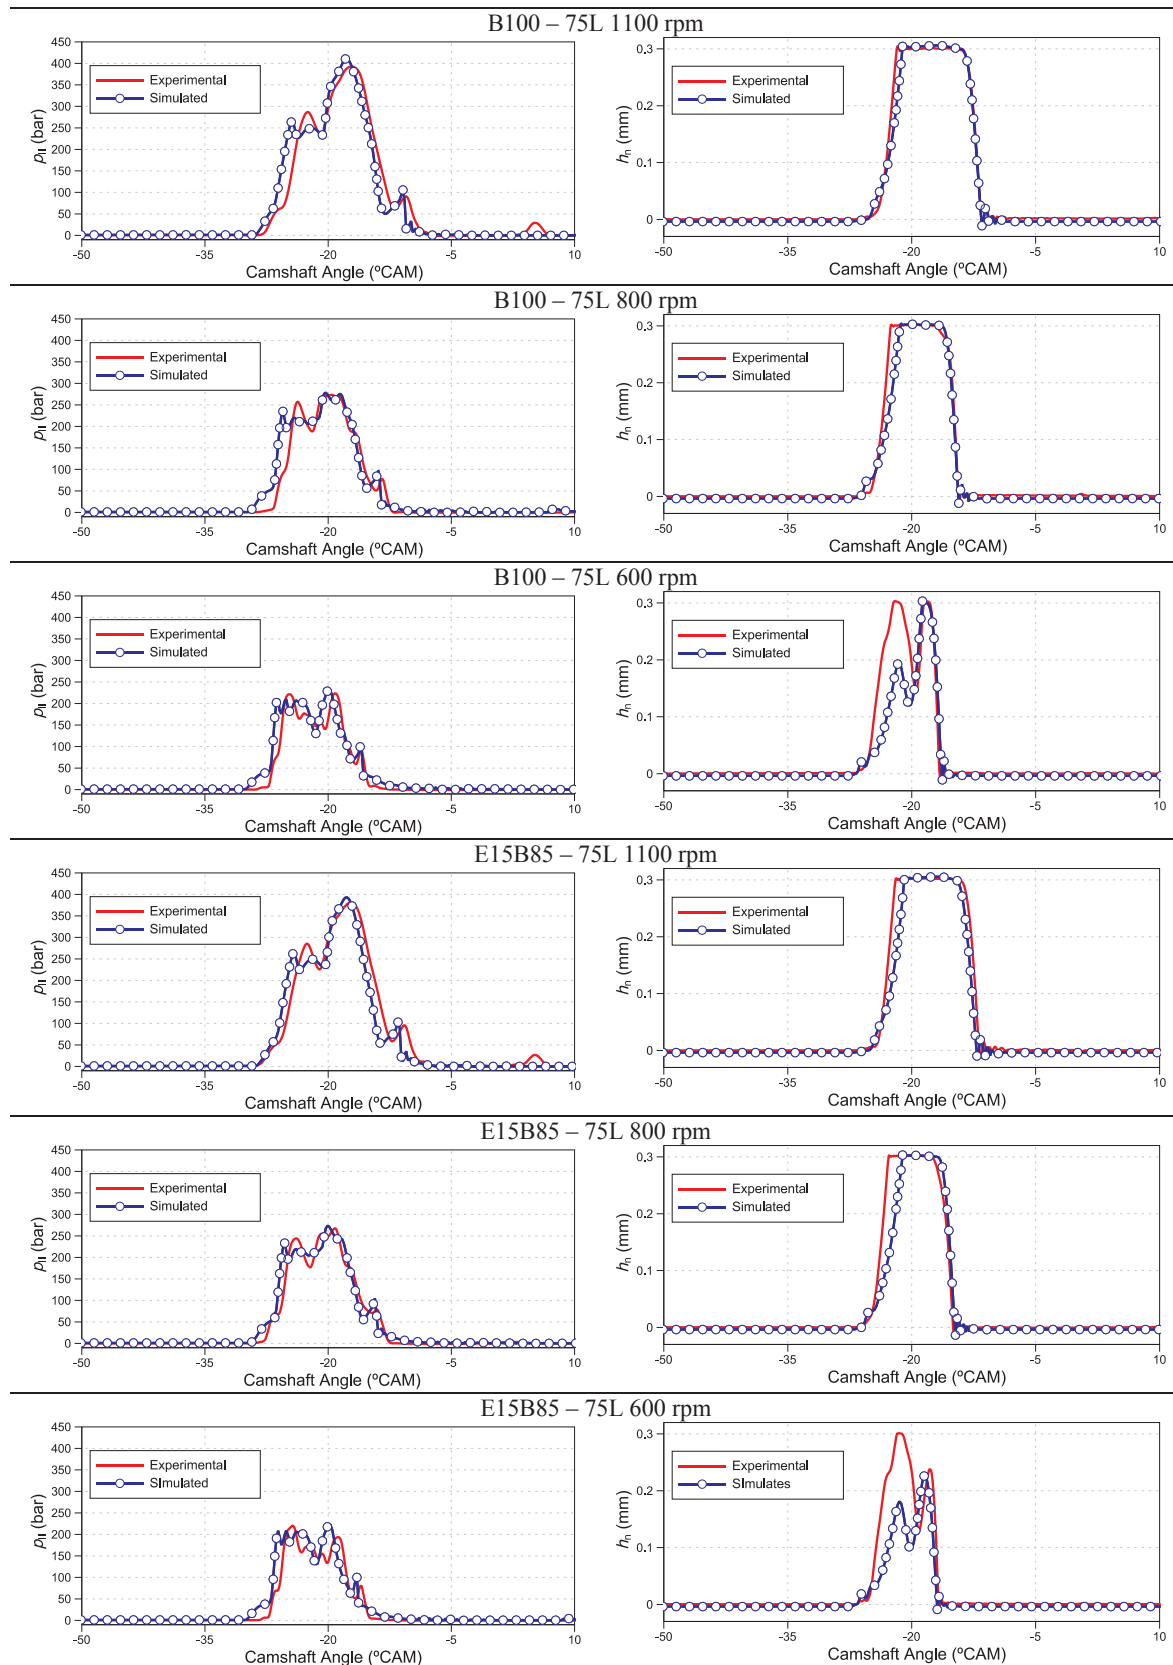 B100 – 75L 1100 rpm
450
400
350
300
250
200
150
100
50
0
pII (bar)
Experimental
Simulated
-50
-35
-20
-5
10
Camshaft Angle (ºCAM)
0,3
0,2
0,1
0
hn (mm)
Experimental
Simulated
-50
-35
-20
-5
10
Camshaft Angle (ºCAM)
B100 – 75L 800 rpm
450
400
350
300
250
200
150
100
50
0
pII (bar)
Experimental
Simulated
-50
-35
-20
-5
10
Camshaft Angle (ºCAM)
0,3
0,2
0,1
0
hn (mm)
Experimental
Simulated
-50
-35
-20
-5
10
Camshaft Angle (ºCAM)
B100 – 75L 600 rpm
450
400
350
300
250
200
150
100
50
0
pII (bar)
Experimental
Simulated
-50
-35
-20
-5
10
Camshaft Angle (ºCAM)
0,3
0,2
0,1
0
hn (mm)
Experimental
Simulated
-50
-35
-20
-5
10
Camshaft Angle (ºCAM)
E15B85 – 75L 1100 rpm
450
400
350
300
250
200
150
100
50
0
pII (bar)
Experimental
Simulated
-50
-35
-20
-5
10
Camshaft Angle (ºCAM)
0,3
0,2
0,1
0
hn (mm)
Experimental
Simulated
-50
-35
-20
-5
10
Camshaft Angle (ºCAM)
E15B85 – 75L 800 rpm
450
400
350
300
250
200
150
100
50
0
pII (bar)
Experimental
Simulated
-50
-35
-20
-5
10
Camshaft Angle (ºCAM)
0,3
0,2
0,1
0
hn (mm)
Experimental
Simulated
-50
-35
-20
-5
10
Camshaft Angle (ºCAM)
E15B85 – 75L 600 rpm
450
400
350
300
250
200
150
100
50
0
pII (bar)
Experimental
SImulated
-50
-35
-20
-5
10
Camshaft Angle (ºCAM)
0,3
0,2
0,1
0
hn (mm)
Experimental
SImulates
-50
-35
-20
-5
10
Camshaft Angle (ºCAM)